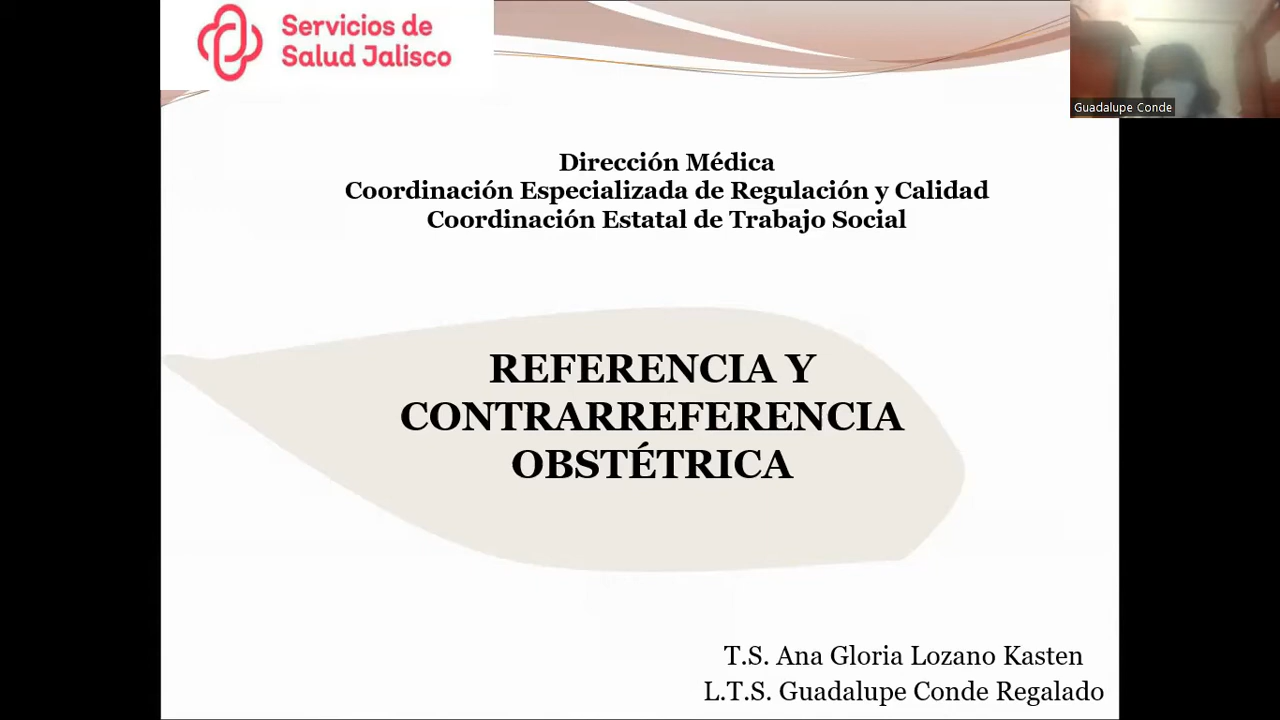 Servicios de
Salud Jalisco
Guadalupe Conde
Dirección Médica
Coordinación Especializada de Regulación y Calidad
Coordinación Estatal de Trabajo Social
REFERENCIA Y
CONTRARREFERENCIA
OBSTÉTRICA
T.S. Ana Gloria Lozano Kasten
L.T.S. Guadalupe Conde Regalado